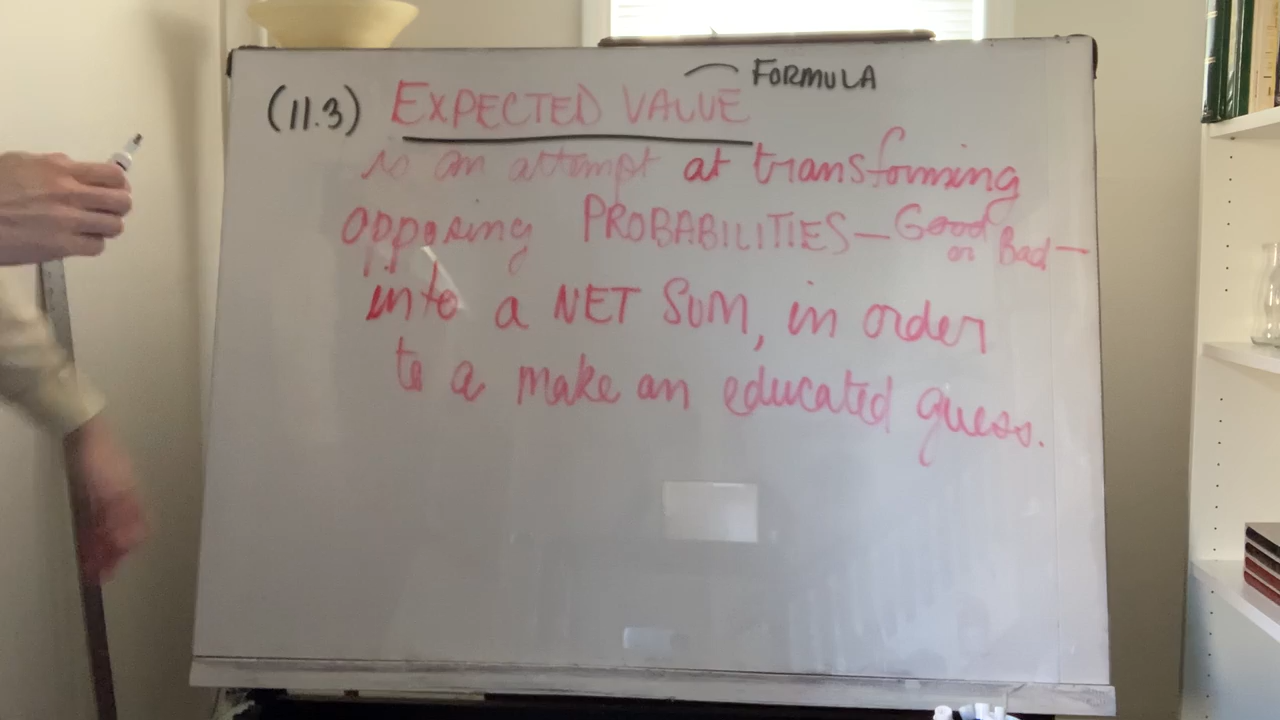 FORMULA
(11.3) EXPECTED VALUE
is an attempt at transforming
opposing PROBABILITIES—Good or Bad—
into a NET SUM, in order
to a make an educated guess.